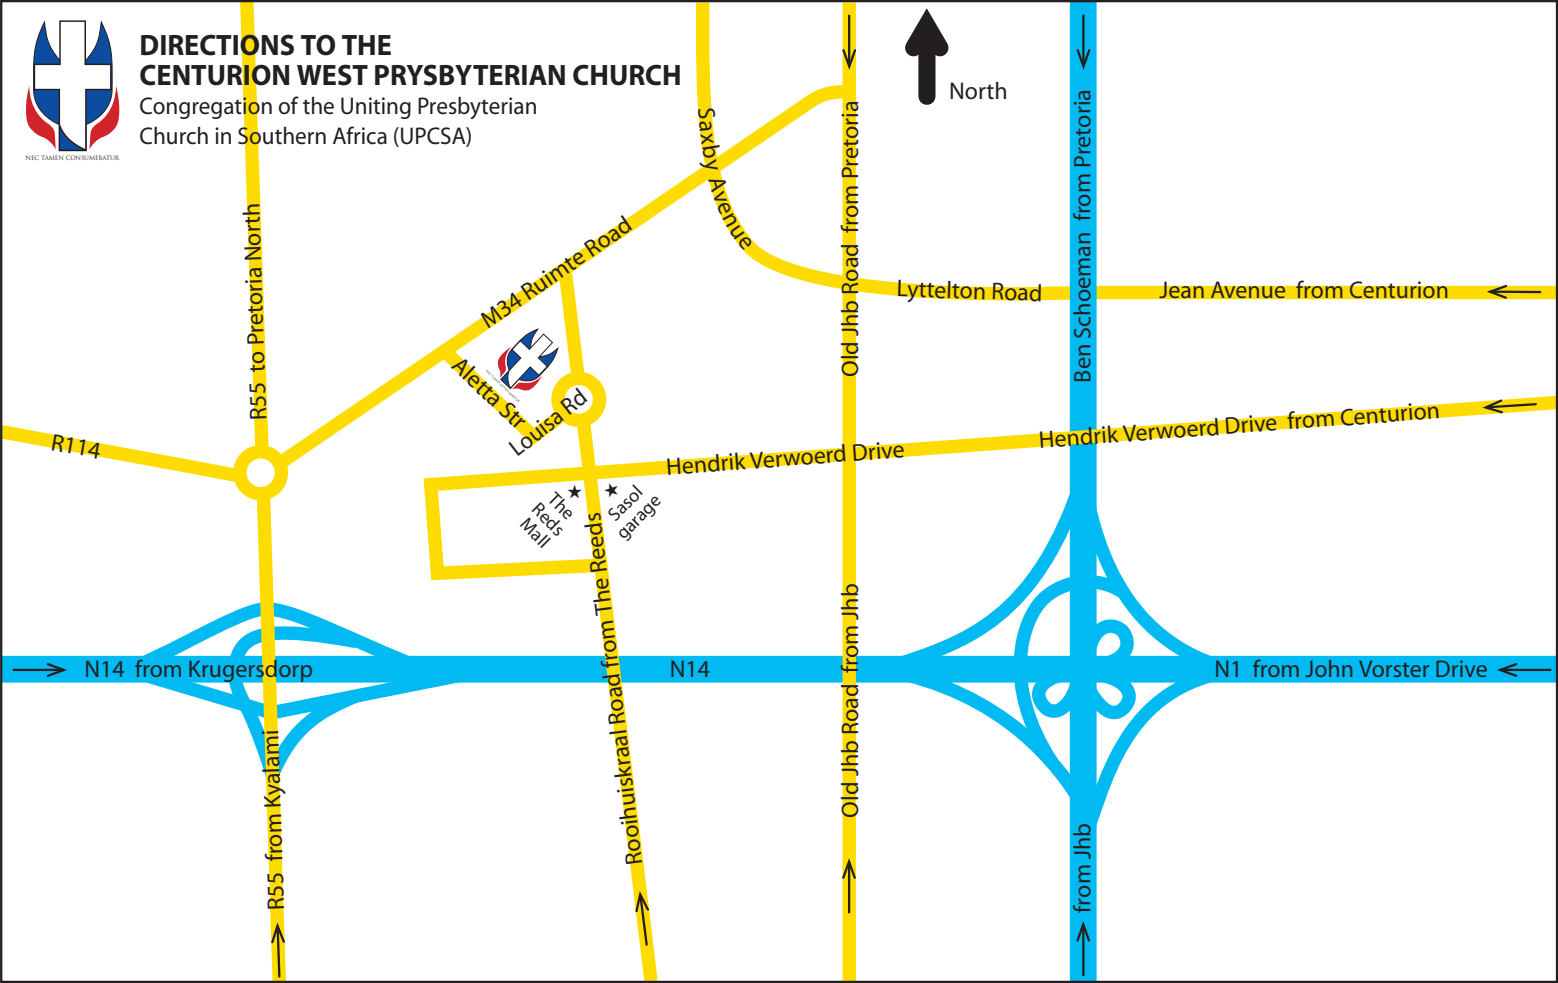 DIRECTIONS TO THE
CENTURION WEST PRYSBYTERIAN CHURCH
Congregation of the Uniting Presbyterian
Church in Southern Africa (UPCSA)
NEC TAMEN CONSUMEBATUR
North
Saxby Avenue
Old Jhb Road from Pretoria
Ben Schoeman from Pretoria
R55 to Pretoria North
M34 Ruimte Road
Lyttelton Road
Jean Avenue from Centurion
Aletta Str
Louisa Rd
R114
Hendrik Verwoerd Drive
Hendrik Verwoerd Drive from Centurion
The
Reds
Mall
Sasol
garage
Rooihuiskraal Road from The Reeds
Old Jhb Road from Jhb
N14 from Krugersdorp
N14
N1 from John Vorster Drive
R55 from Kyalami
from Jhb